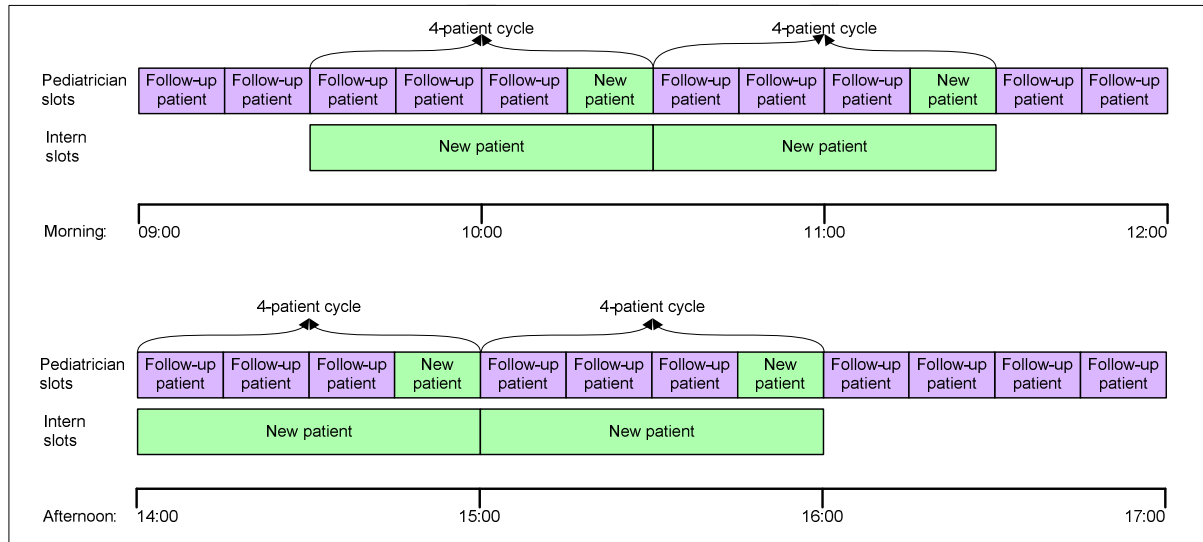 4-patient cycle 4-patient cycle
Pediatrician slots
Follow-up patient
Follow-up patient
Follow-up patient
Follow-up patient
Follow-up patient
New patient
Follow-up patient
Follow-up patient
Follow-up patient
New patient
Follow-up patient
Follow-up patient
Intern slots
New patient
New patient
Morning: 09:00 10:00 11:00 12:00
4-patient cycle 4-patient cycle
Pediatrician slots
Follow-up patient
Follow-up patient
Follow-up patient
New patient
Follow-up patient
Follow-up patient
Follow-up patient
New patient
Follow-up patient
Follow-up patient
Follow-up patient
Follow-up patient
Intern slots
New patient
New patient
Afternoon: 14:00 15:00 16:00 17:00